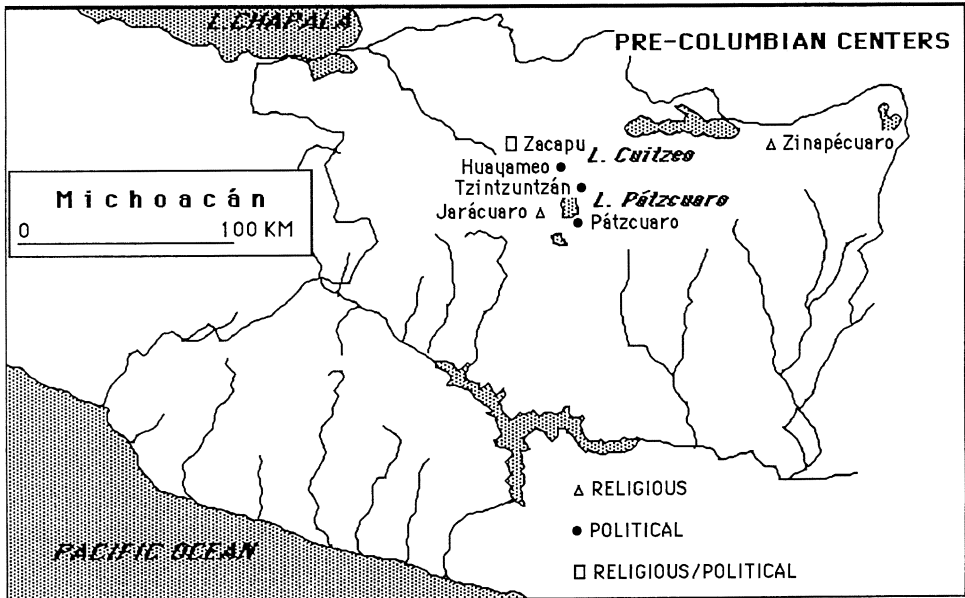 L. CHAPALA
PRE-COLUMBIAN CENTERS
Zacapu
L. Cuitzeo
Zinapécuaro
Huayameo
Tzintzuntzán
L. Pátzcuaro
Jarácuaro
Pátzcuaro
Michoacán
0 100 KM
RELIGIOUS
POLITICAL
RELIGIOUS/POLITICAL
PACIFIC OCEAN